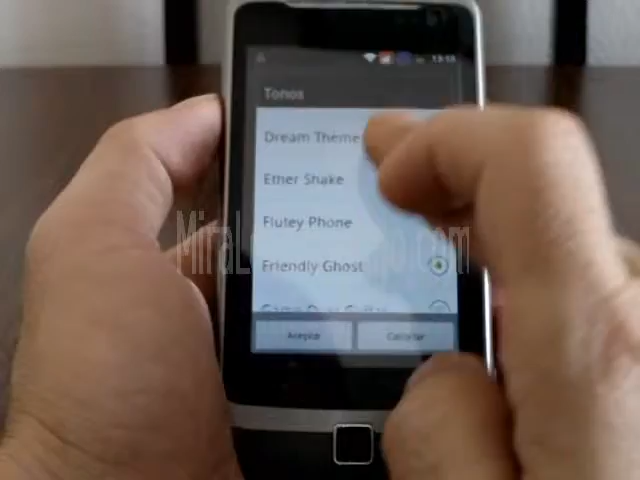 Tonos
Dream Theme
Ether Shake
Flutey Phone
Friendly Ghost
Aceptar
Cancelar